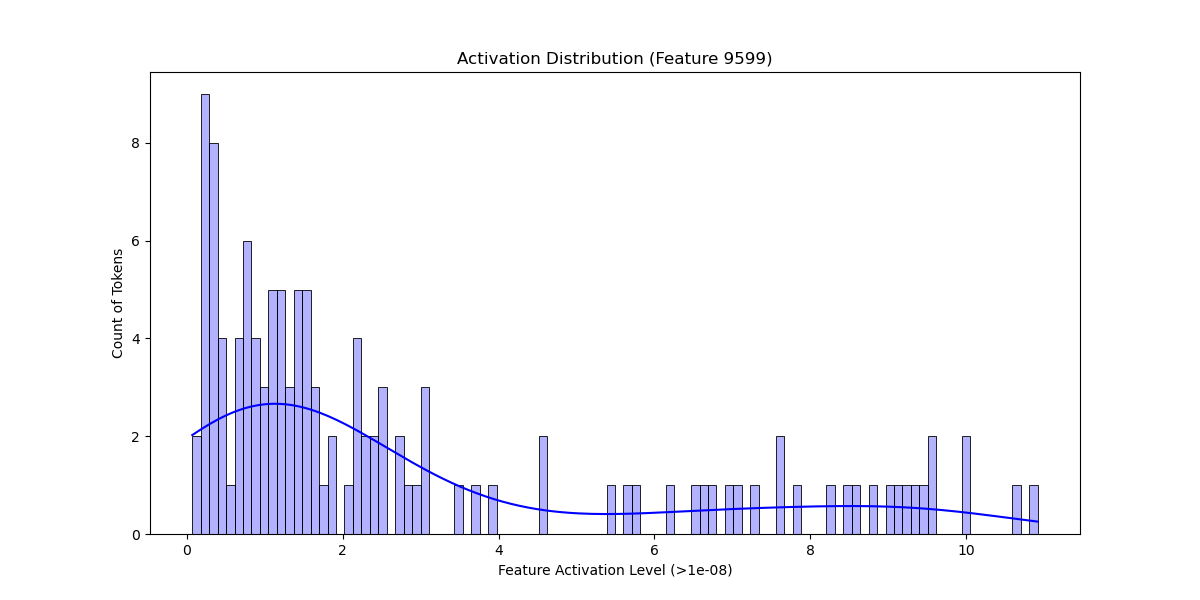 Activation Distribution (Feature 9599)
Count of Tokens
8
6
4
2
0
0 2 4 6 8 10
Feature Activation Level (>1e-08)